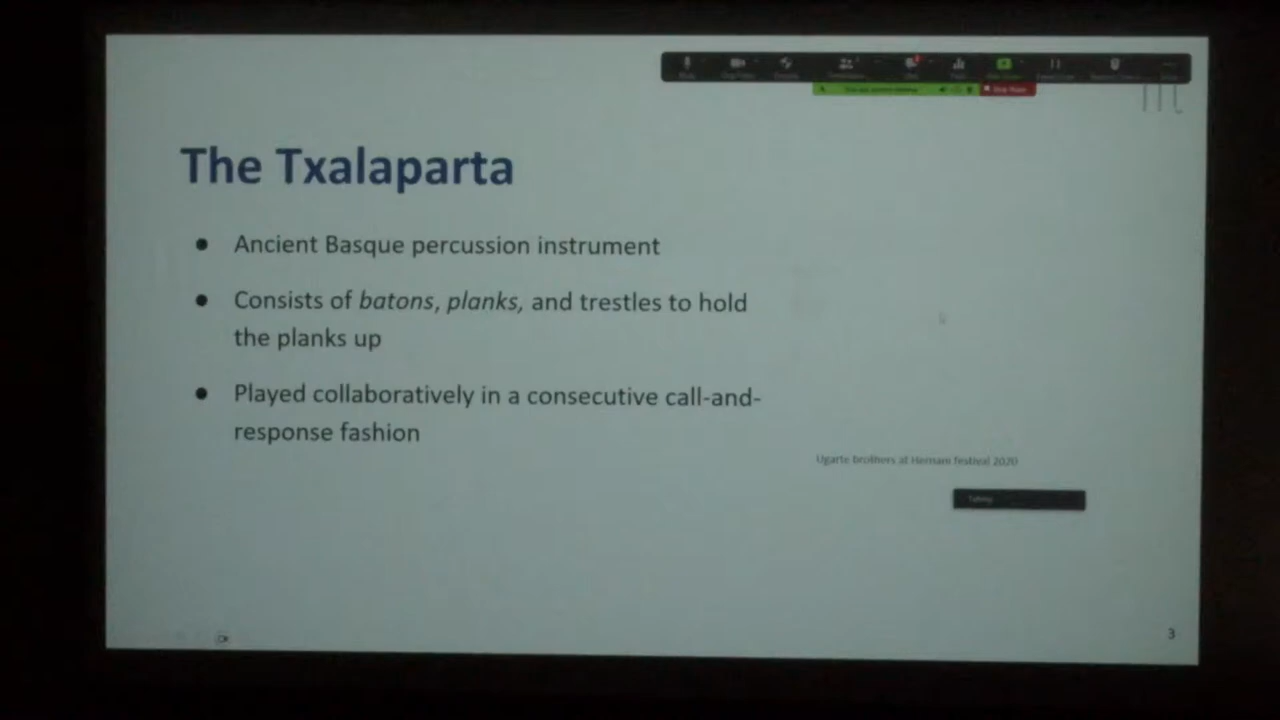 The Txalaparta
● Ancient Basque percussion instrument
● Consists of batons, planks, and trestles to hold
the planks up
● Played collaboratively in a consecutive call-and-
response fashion
Ugarte brothers at Hernani festival 2020
Talking:
3